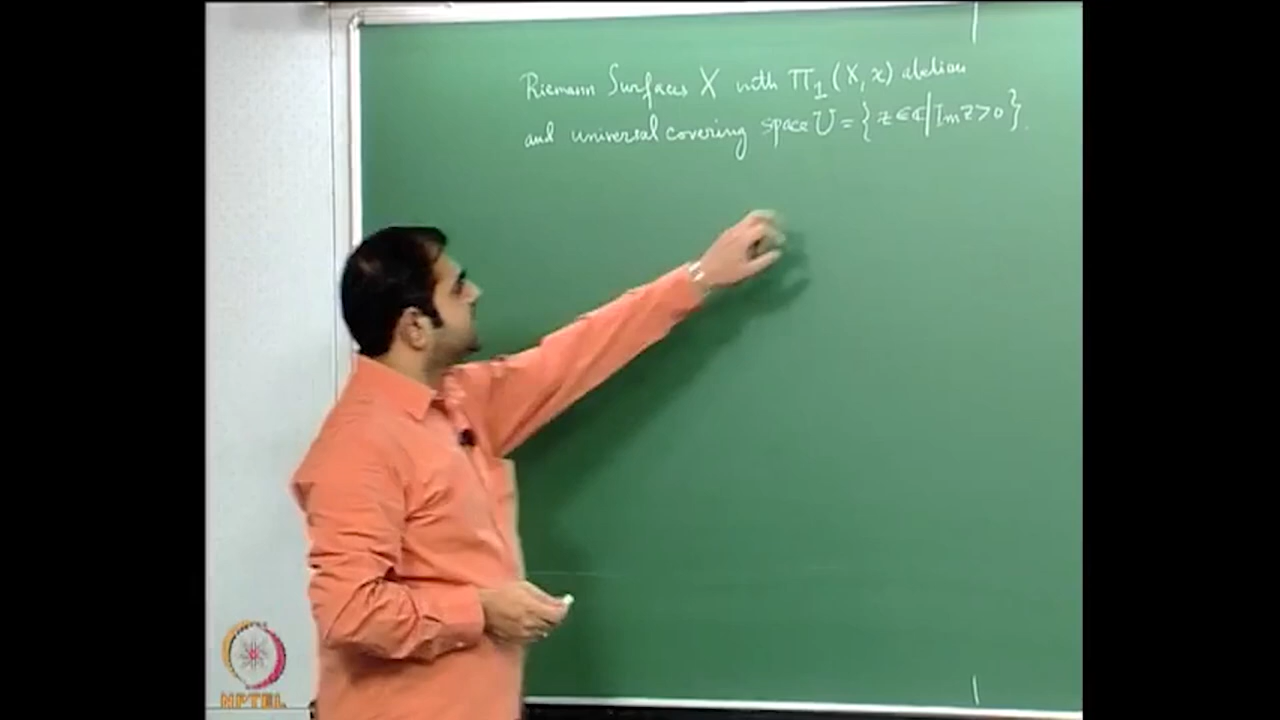 Riemann Surfaces X with Π₁(X, x) abelian
and universal covering space U = {z∈ℂ | Im z > 0}.
NPTEL